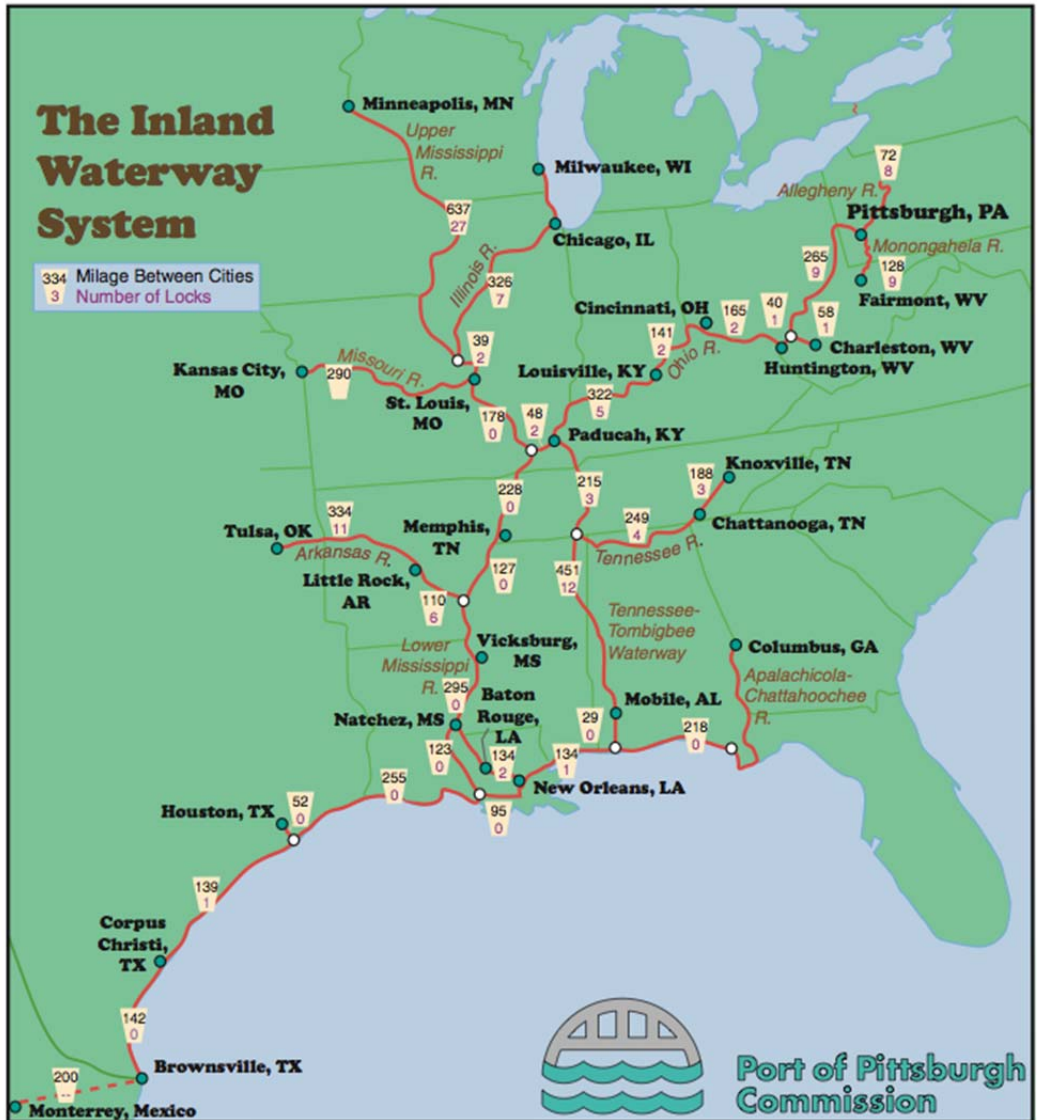 The Inland
Waterway
System
334 Milage Between Cities
3 Number of Locks
Minneapolis, MN
Upper
Mississippi
R.
Milwaukee, WI
637
27
Chicago, IL
Illinois R.
326
7
72
8
Allegheny R.
Pittsburgh, PA
Monongahela R.
265
9
128
9
Fairmont, WV
Cincinnati, OH
165
2
40
1
58
1
Charleston, WV
Huntington, WV
141
2
Ohio R.
Louisville, KY
39
2
Kansas City,
MO
290
Missouri R.
St. Louis,
MO
178
0
48
2
322
5
Paducah, KY
228
0
215
3
188
3
Knoxville, TN
Chattanooga, TN
249
4
Tennessee R.
334
11
Tulsa, OK
Arkansas R.
Memphis,
TN
Little Rock,
AR
127
0
110
6
451
12
Tennessee-
Tombigbee
Waterway
Lower
Mississippi
R.
Vicksburg,
MS
Columbus, GA
Apalachicola-
Chattahoochee
R.
295
0
Baton
Rouge,
LA
Natchez, MS
Mobile, AL
29
0
218
0
123
0
134
2
134
1
New Orleans, LA
255
0
95
0
Houston, TX
52
0
139
1
Corpus
Christi,
TX
142
0
Brownsville, TX
200
--
Monterrey, Mexico
Port of Pittsburgh
Commission